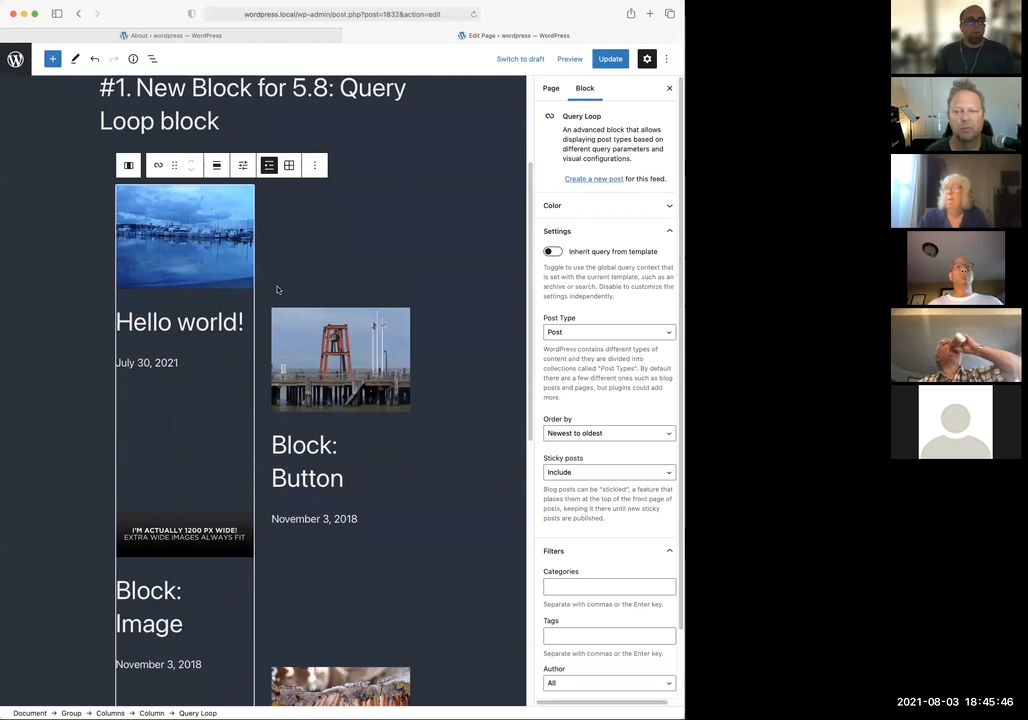 wordpress.local/wp-admin/post.php?post=1832&action=edit
About ‹ wordpress — WordPress
Edit Page ‹ wordpress — WordPress
Switch to draft
Preview
Update
#1. New Block for 5.8: Query
Loop block
Hello world!
July 30, 2021
Block:
Button
November 3, 2018
I'M ACTUALLY 1200 PX WIDE!
EXTRA WIDE IMAGES ALWAYS FIT
Block:
Image
November 3, 2018
Page
Block
Query Loop
An advanced block that allows
displaying post types based on
different query parameters and
visual configurations.
Create a new post for this feed.
Color
Settings
Inherit query from template
Toggle to use the global query context that
is set with the current template, such as an
archive or search. Disable to customize the
settings independently.
Post Type
Post
WordPress contains different types of
content and they are divided into
collections called "Post Types". By default
there are a few different ones such as blog
posts and pages, but plugins could add
more.
Order by
Newest to oldest
Sticky posts
Include
Blog posts can be "stickied", a feature that
places them at the top of the front page of
posts, keeping it there until new sticky
posts are published.
Filters
Categories
Separate with commas or the Enter key.
Tags
Separate with commas or the Enter key.
Author
All
Document → Group → Columns → Column → Query Loop
2021-08-03 18:45:46